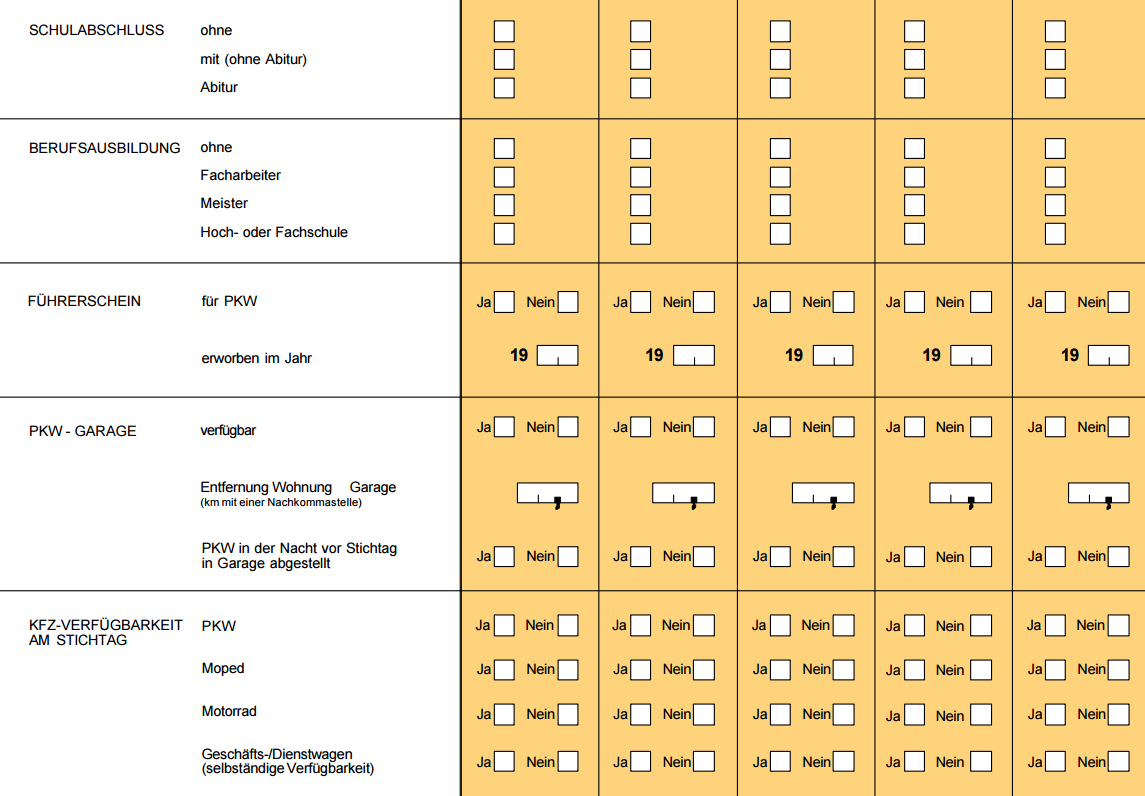 SCHULABSCHLUSS ohne
mit (ohne Abitur)
Abitur
BERUFSAUSBILDUNG ohne
Facharbeiter
Meister
Hoch- oder Fachschule
FÜHRERSCHEIN für PKW Ja Nein Ja Nein Ja Nein Ja Nein Ja Nein
erworben im Jahr 19 19 19 19 19
PKW - GARAGE verfügbar Ja Nein Ja Nein Ja Nein Ja Nein Ja Nein
Entfernung Wohnung Garage
(km mit einer Nachkommastelle) , , , , ,
PKW in der Nacht vor Stichtag Ja Nein Ja Nein Ja Nein Ja Nein Ja Nein
in Garage abgestellt
KFZ-VERFÜGBARKEIT PKW Ja Nein Ja Nein Ja Nein Ja Nein Ja Nein
AM STICHTAG
Moped Ja Nein Ja Nein Ja Nein Ja Nein Ja Nein
Motorrad Ja Nein Ja Nein Ja Nein Ja Nein Ja Nein
Geschäfts-/Dienstwagen Ja Nein Ja Nein Ja Nein Ja Nein Ja Nein
(selbständige Verfügbarkeit)